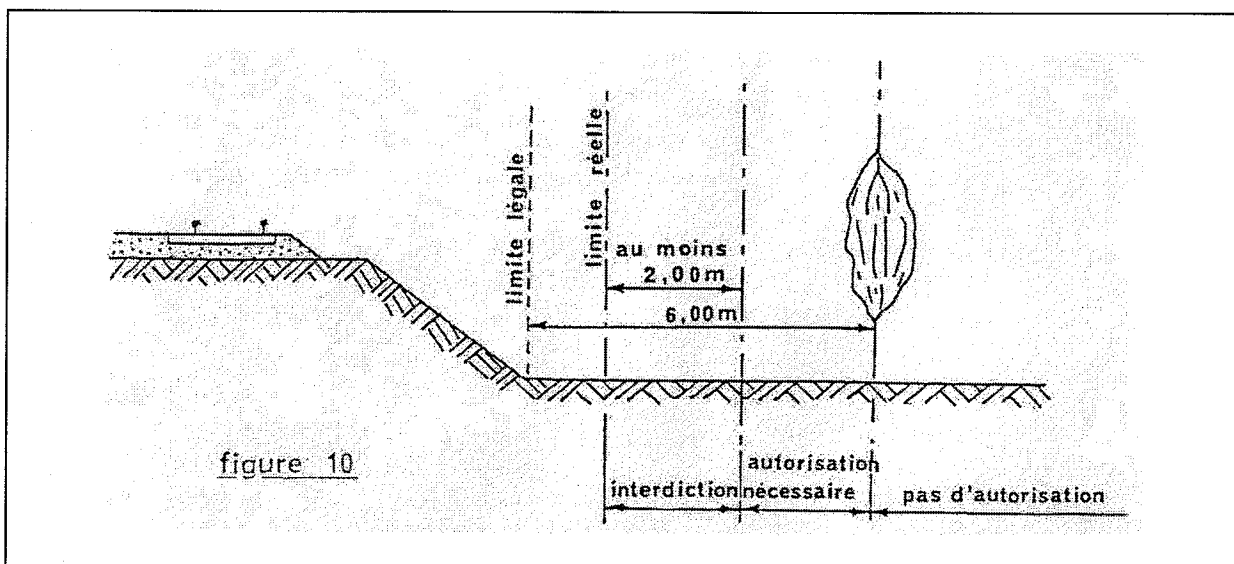 limite légale
limite réelle
au moins
2,00m
6,00m
figure 10
autorisation
interdiction nécessaire
pas d'autorisation